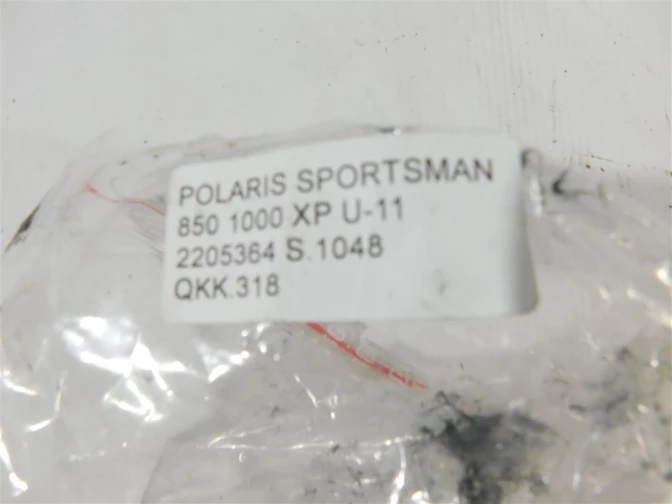 POLARIS SPORTSMAN
850 1000 XP U-11
2205364 S.1048
QKK.318